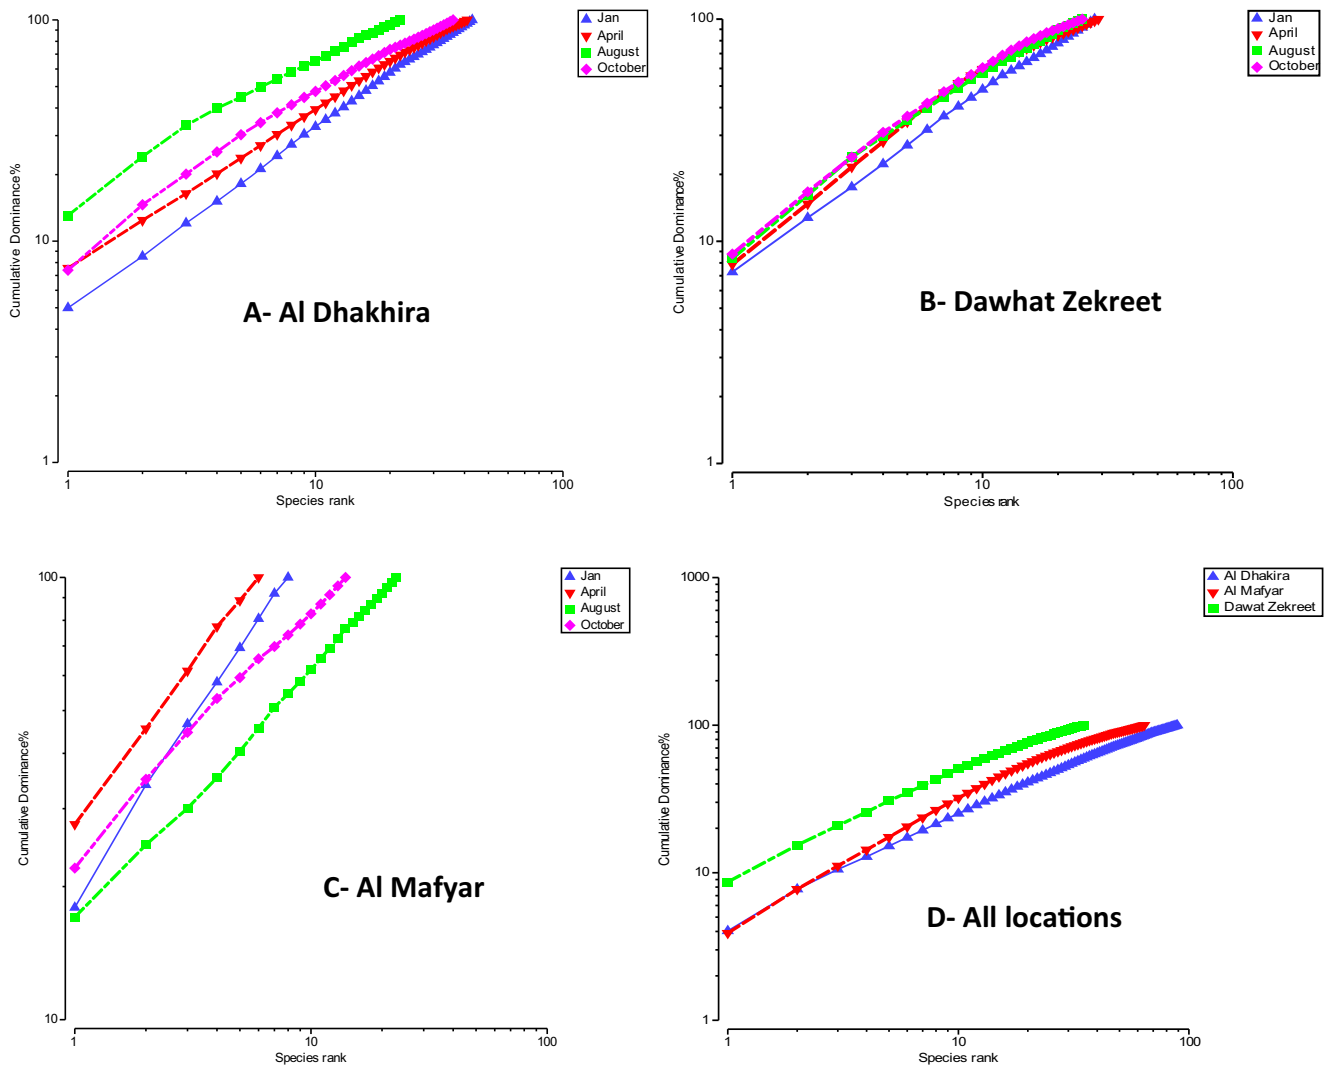 100
10
1
Cumulative Dominance%
1
10
100
Species rank
Jan
April
August
October
A- Al Dhakhira
100
10
1
Cumulative Dominance%
1
10
100
Species rank
Jan
April
August
October
B- Dawhat Zekreet
100
10
Cumulative Dominance%
1
10
100
Species rank
Jan
April
August
October
C- Al Mafyar
1000
100
10
1
Cumulative Dominance%
1
10
100
Species rank
Al Dhakira
Al Mafyar
Dawat Zekreet
D- All locations